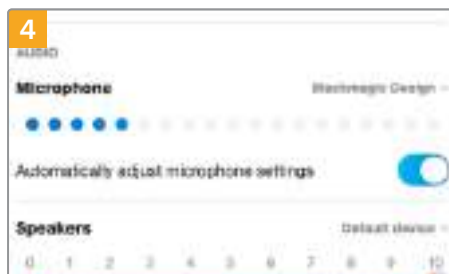 4
AUDIO
Microphone Blackmagic Design
Automatically adjust microphone settings
Speakers Default device
0 1 2 3 4 5 6 7 8 9 10